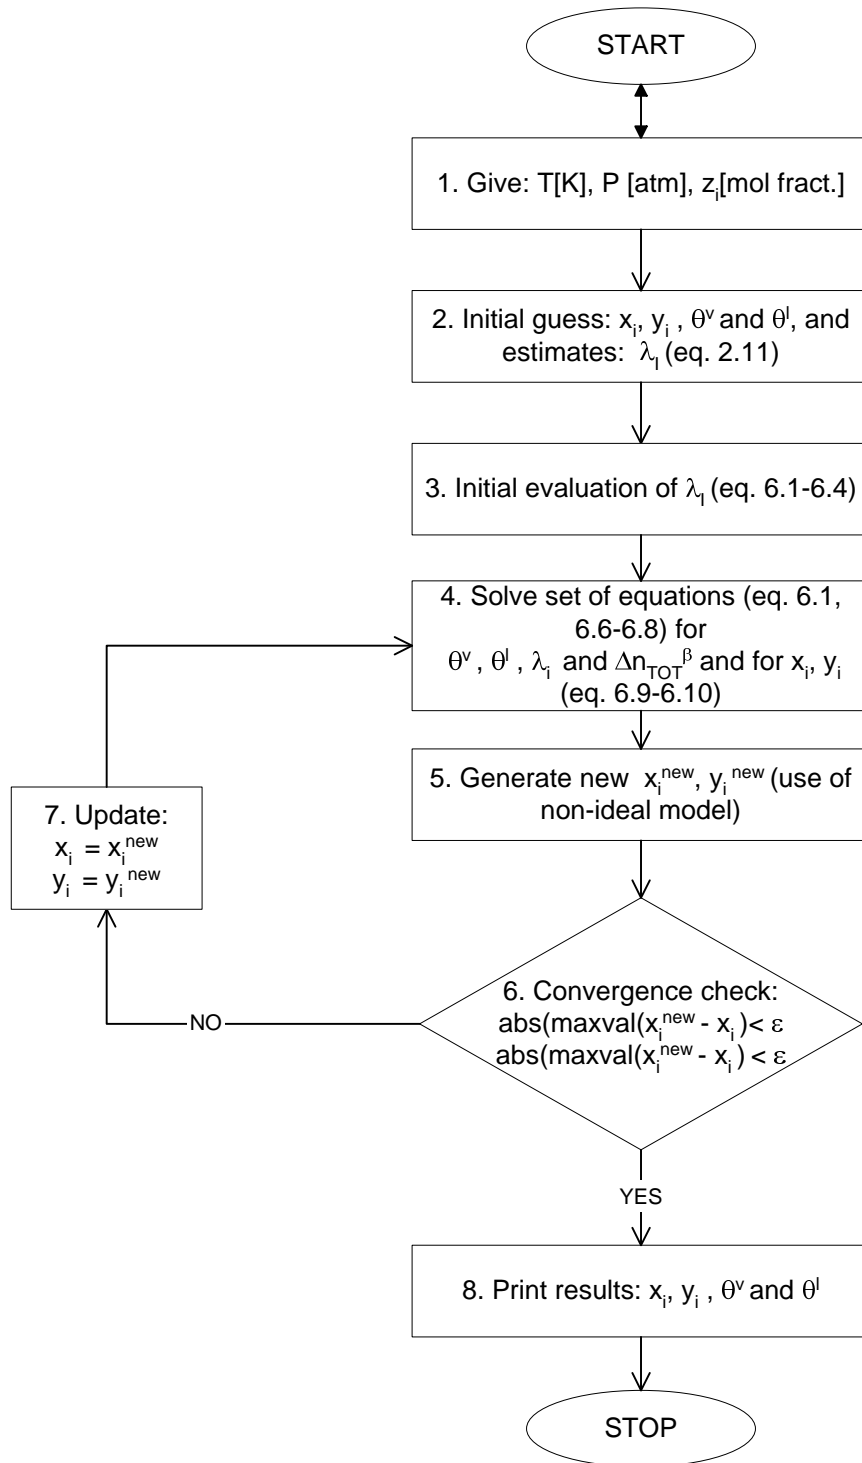 START
1. Give: T[K], P [atm], zᵢ[mol fract.]
2. Initial guess: xᵢ, yᵢ , θᵛ and θˡ, and
estimates: λₗ (eq. 2.11)
3. Initial evaluation of λₗ (eq. 6.1-6.4)
4. Solve set of equations (eq. 6.1,
6.6-6.8) for
θᵛ , θˡ , λᵢ and Δn_TOT^β and for xᵢ, yᵢ
(eq. 6.9-6.10)
5. Generate new xᵢⁿᵉʷ, yᵢⁿᵉʷ (use of
non-ideal model)
7. Update:
xᵢ = xᵢⁿᵉʷ
yᵢ = yᵢⁿᵉʷ
6. Convergence check:
abs(maxval(xᵢⁿᵉʷ - xᵢ)< ε
abs(maxval(xᵢⁿᵉʷ - xᵢ) < ε
NO
YES
8. Print results: xᵢ, yᵢ , θᵛ and θˡ
STOP